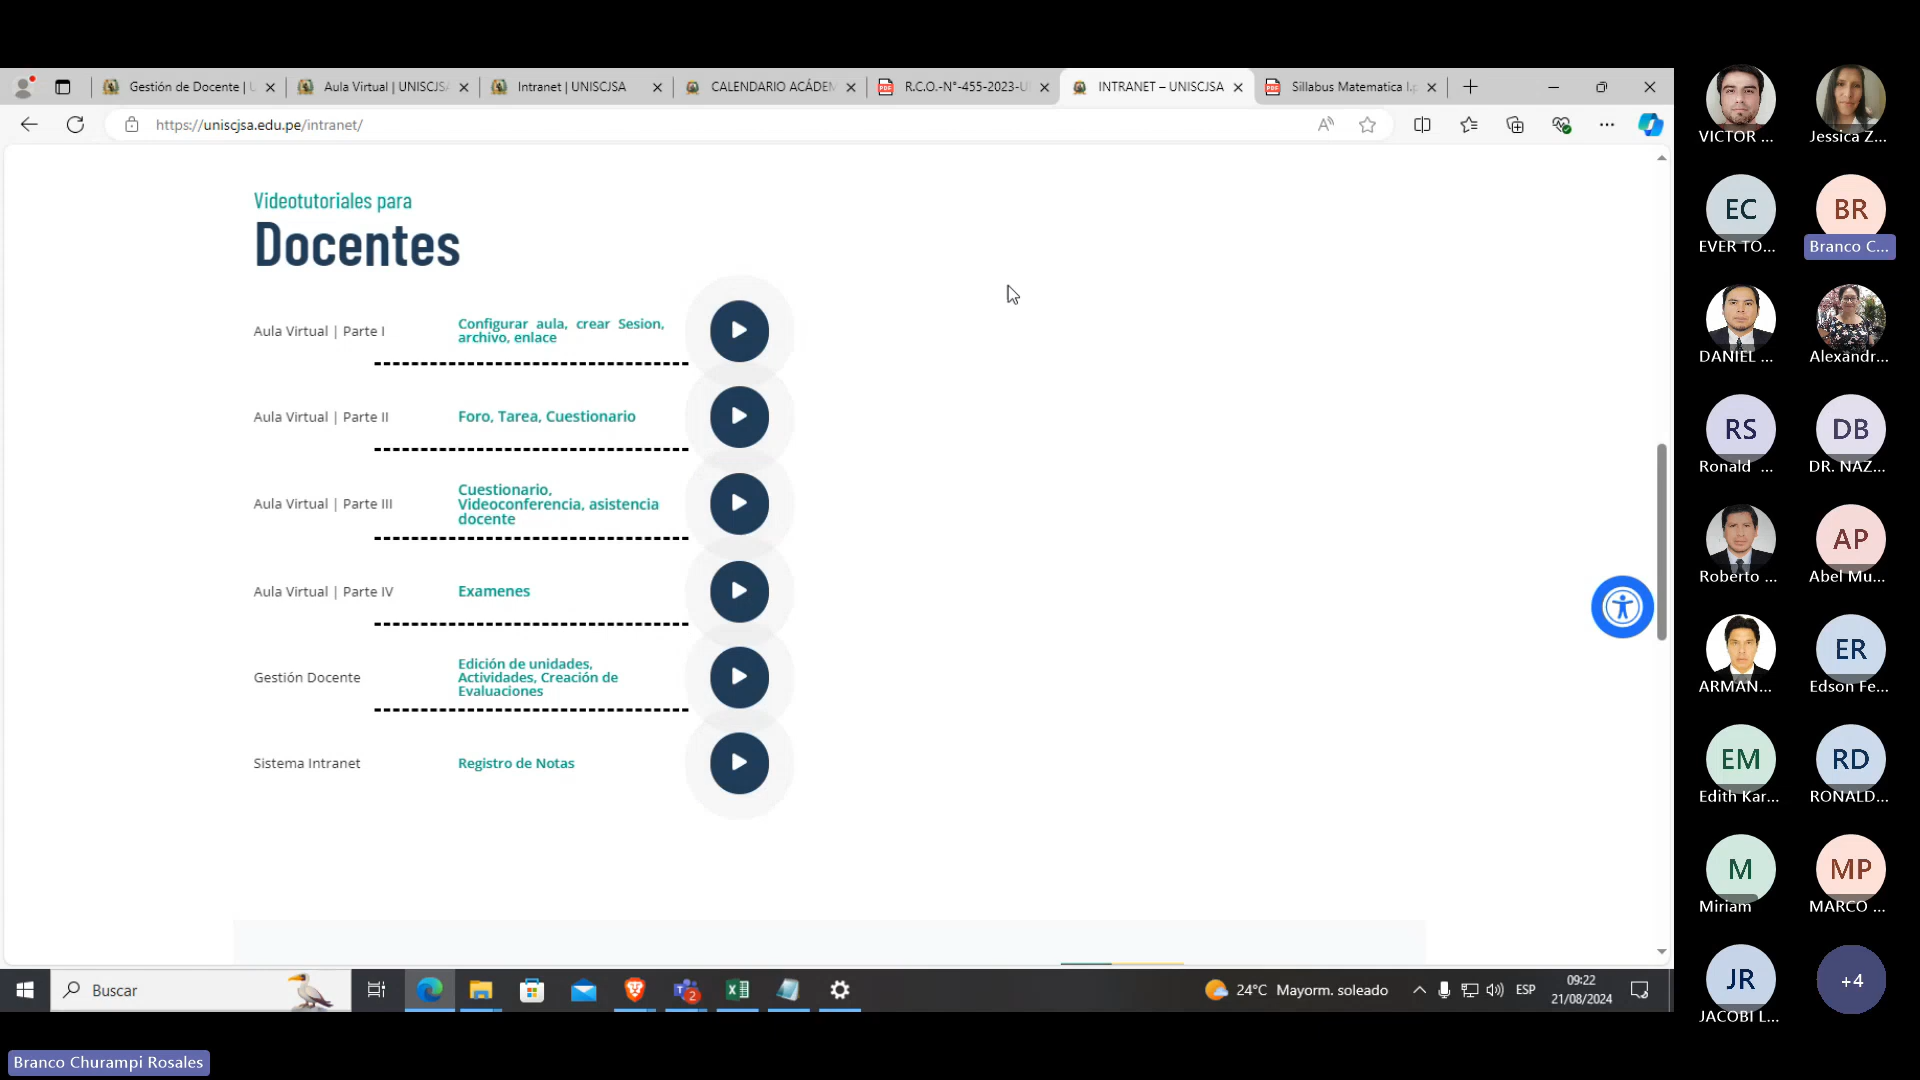 Gestión de Docente | U
Aula Virtual | UNISCJSA
Intranet | UNISCJSA
CALENDARIO ACÁDEM
R.C.O.-N°-455-2023-U
INTRANET – UNISCJSA
Sillabus Matematica I.p
https://uniscjsa.edu.pe/intranet/
Videotutoriales para
Docentes
Aula Virtual | Parte I
Configurar aula, crear Sesion,
archivo, enlace
Aula Virtual | Parte II
Foro, Tarea, Cuestionario
Aula Virtual | Parte III
Cuestionario,
Videoconferencia, asistencia
docente
Aula Virtual | Parte IV
Examenes
Gestión Docente
Edición de unidades,
Actividades, Creación de
Evaluaciones
Sistema Intranet
Registro de Notas
Buscar
2
24°C Mayorm. soleado
ESP
09:22
21/08/2024
VICTOR ...
Jessica Z...
EC
EVER TO...
BR
Branco C...
DANIEL ...
Alexandr...
RS
Ronald ...
DB
DR. NAZ...
Roberto ...
AP
Abel Mu...
ARMAN...
ER
Edson Fe...
EM
Edith Kar...
RD
RONALD...
M
Miriam
MP
MARCO ...
JR
JACOBI L...
+4
Branco Churampi Rosales